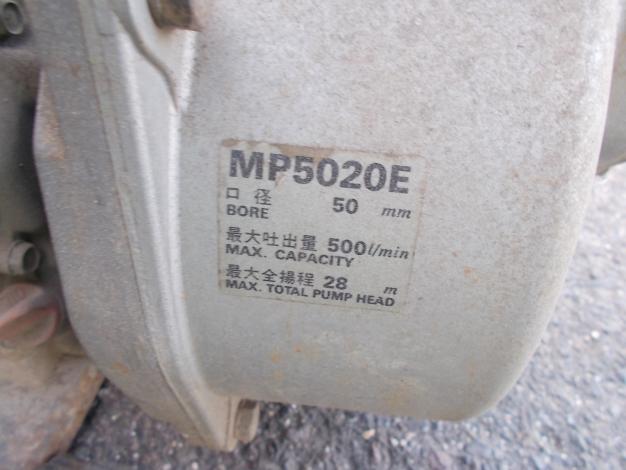 MP5020E
口径 50 mm
BORE
最大吐出量 500 l/min
MAX. CAPACITY
最大全揚程 28 m
MAX. TOTAL PUMP HEAD